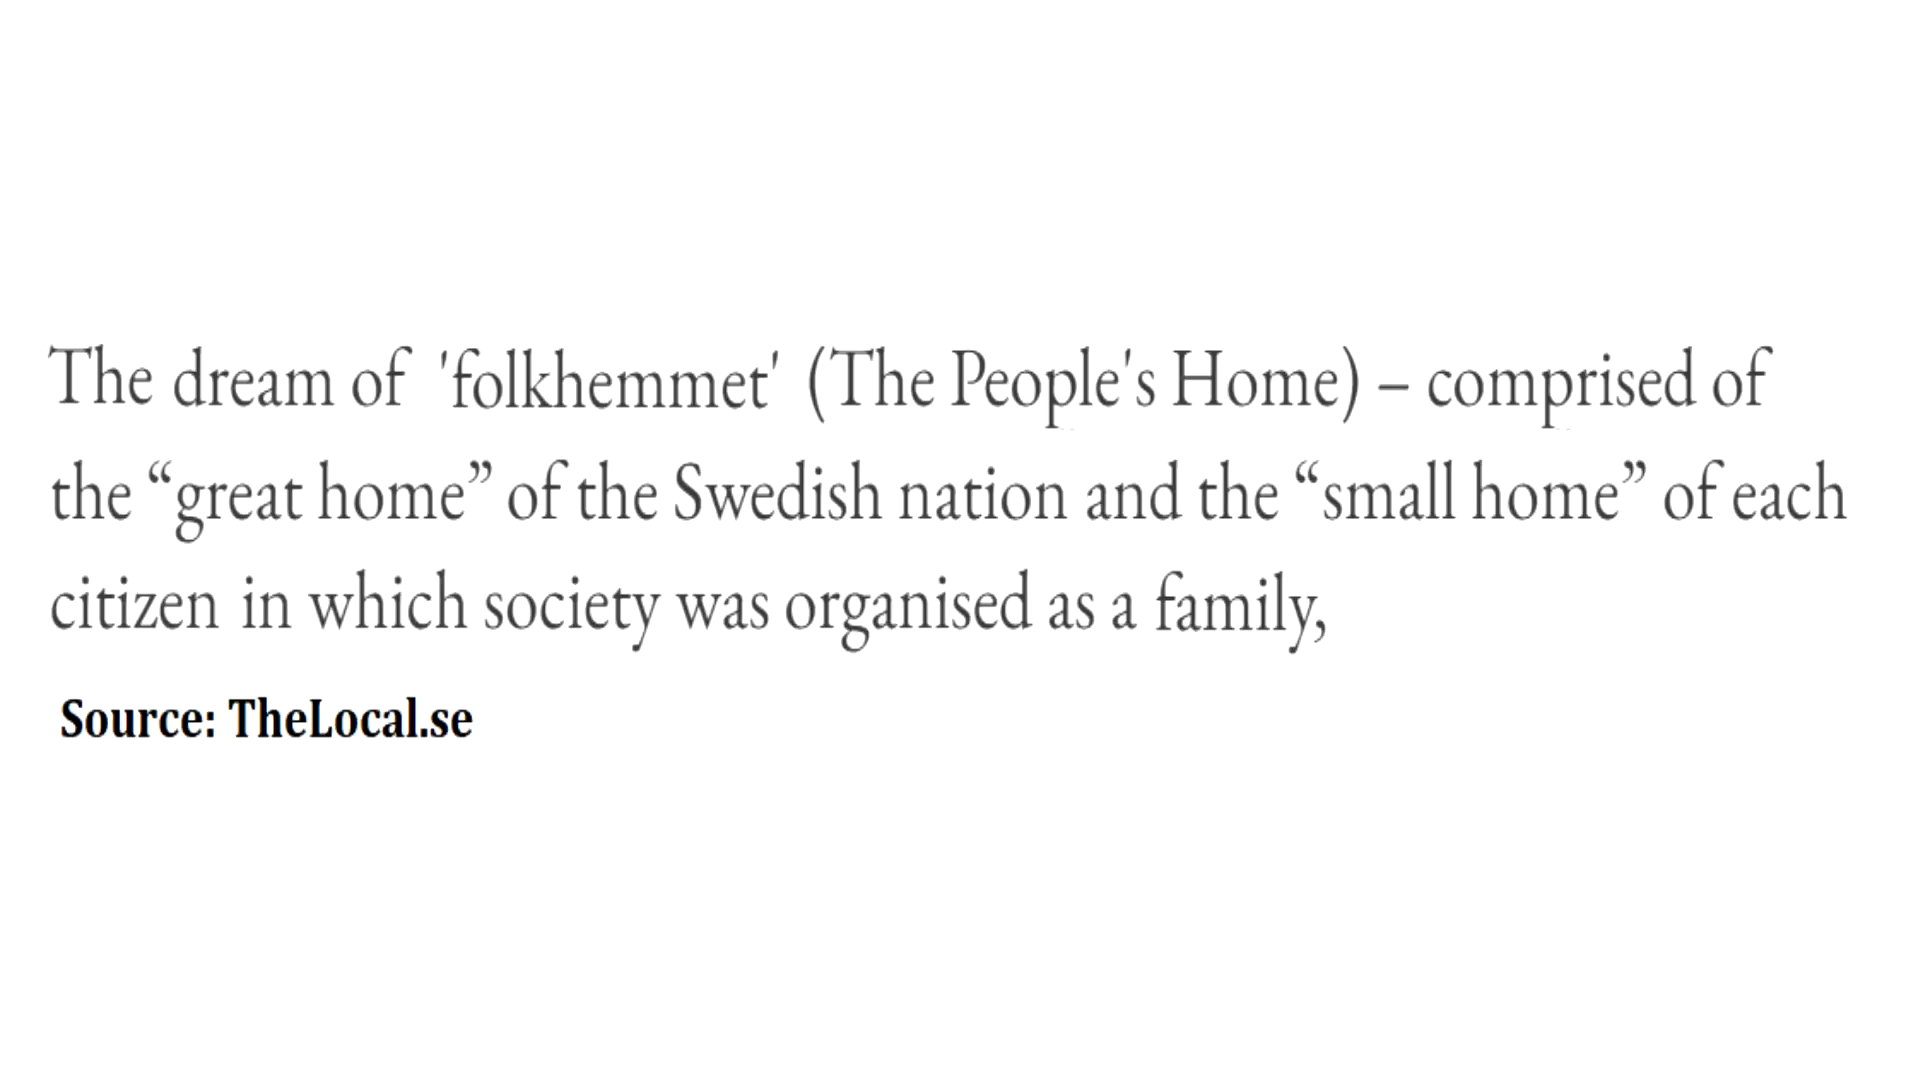 The dream of 'folkhemmet' (The People's Home) – comprised of
the “great home” of the Swedish nation and the “small home” of each
citizen in which society was organised as a family,
Source: TheLocal.se